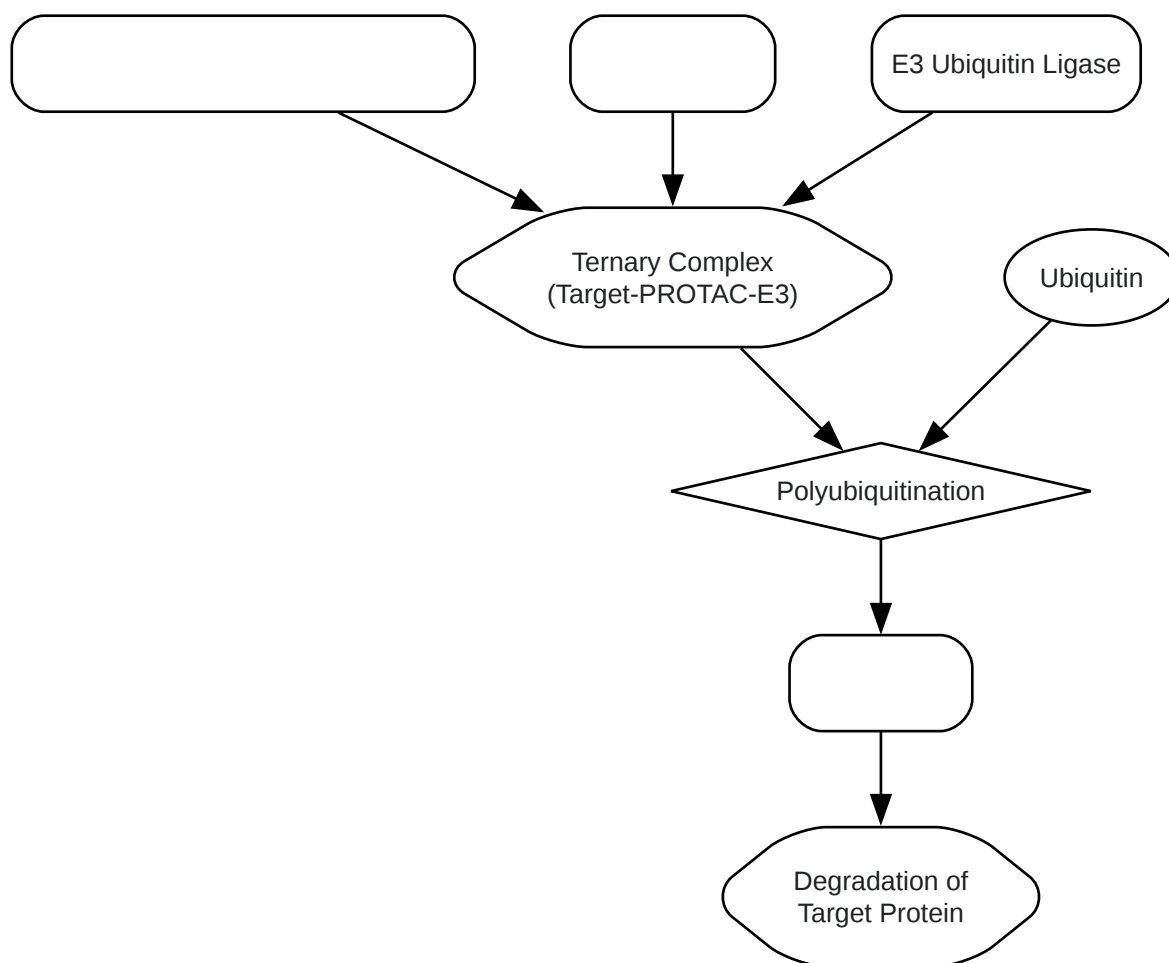 E3 Ubiquitin Ligase
Ternary Complex
(Target-PROTAC-E3)
Ubiquitin
Polyubiquitination
Degradation of
Target Protein